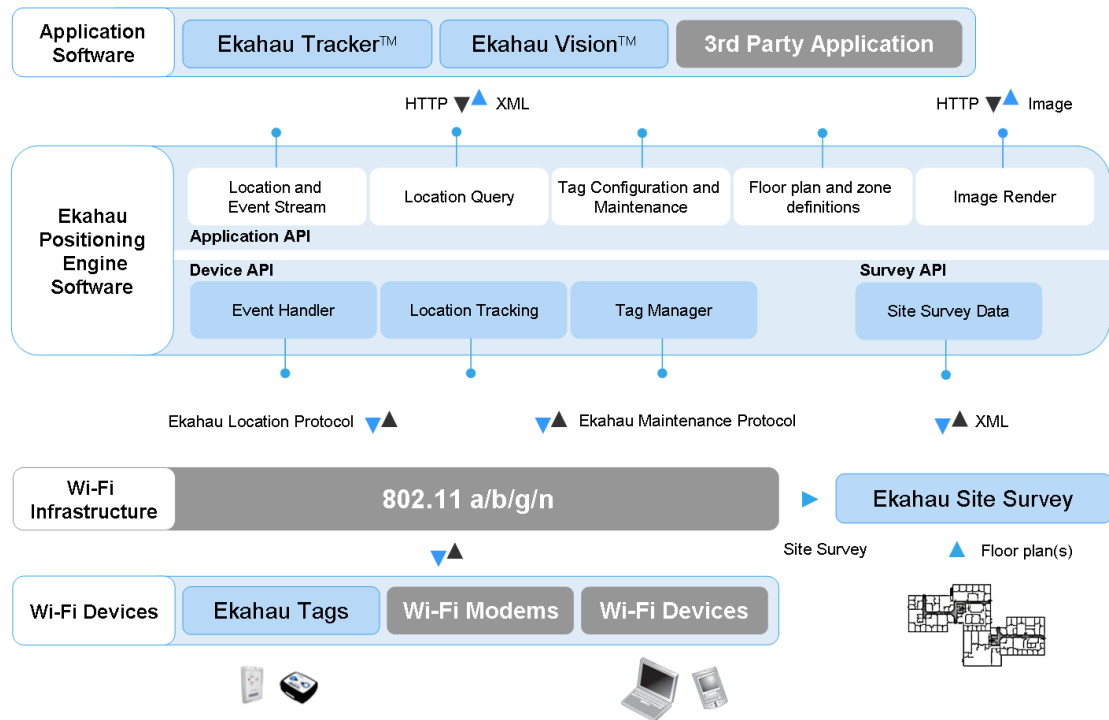 Application
Software
Ekahau Tracker™
Ekahau Vision™
3rd Party Application
HTTP
XML
HTTP
Image
Ekahau
Positioning
Engine
Software
Location and
Event Stream
Location Query
Tag Configuration and
Maintenance
Floor plan and zone
definitions
Image Render
Application API
Device API
Survey API
Event Handler
Location Tracking
Tag Manager
Site Survey Data
Ekahau Location Protocol
Ekahau Maintenance Protocol
XML
Wi-Fi
Infrastructure
802.11 a/b/g/n
Ekahau Site Survey
Site Survey
Floor plan(s)
Wi-Fi Devices
Ekahau Tags
Wi-Fi Modems
Wi-Fi Devices